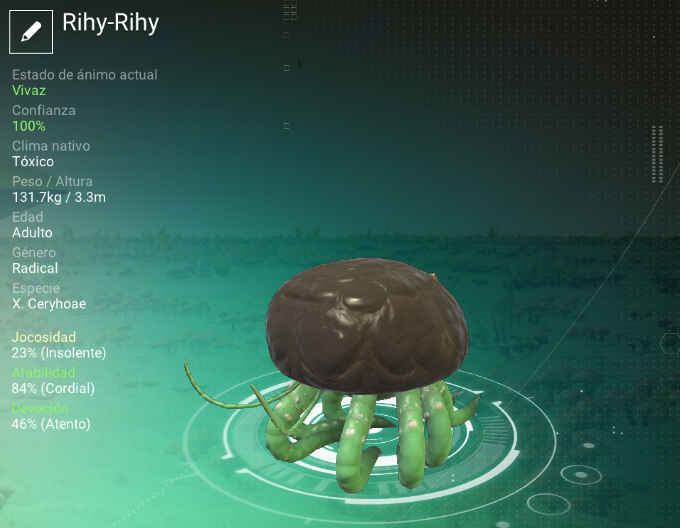 Rihy-Rihy
Estado de ánimo actual
Vivaz
Confianza
100%
Clima nativo
Tóxico
Peso / Altura
131.7kg / 3.3m
Edad
Adulto
Género
Radical
Especie
X. Ceryhoae
Jocosidad
23% (Insolente)
Afabilidad
84% (Cordial)
Devoción
46% (Atento)